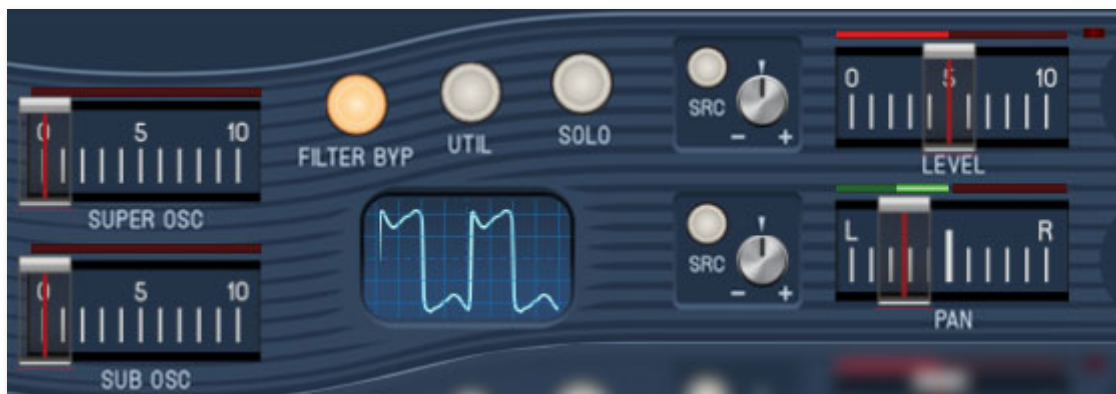 0 5 10
SUPER OSC
0 5 10
SUB OSC
FILTER BYP
UTIL
SOLO
SRC
- +
0 5 10
LEVEL
SRC
- +
L R
PAN